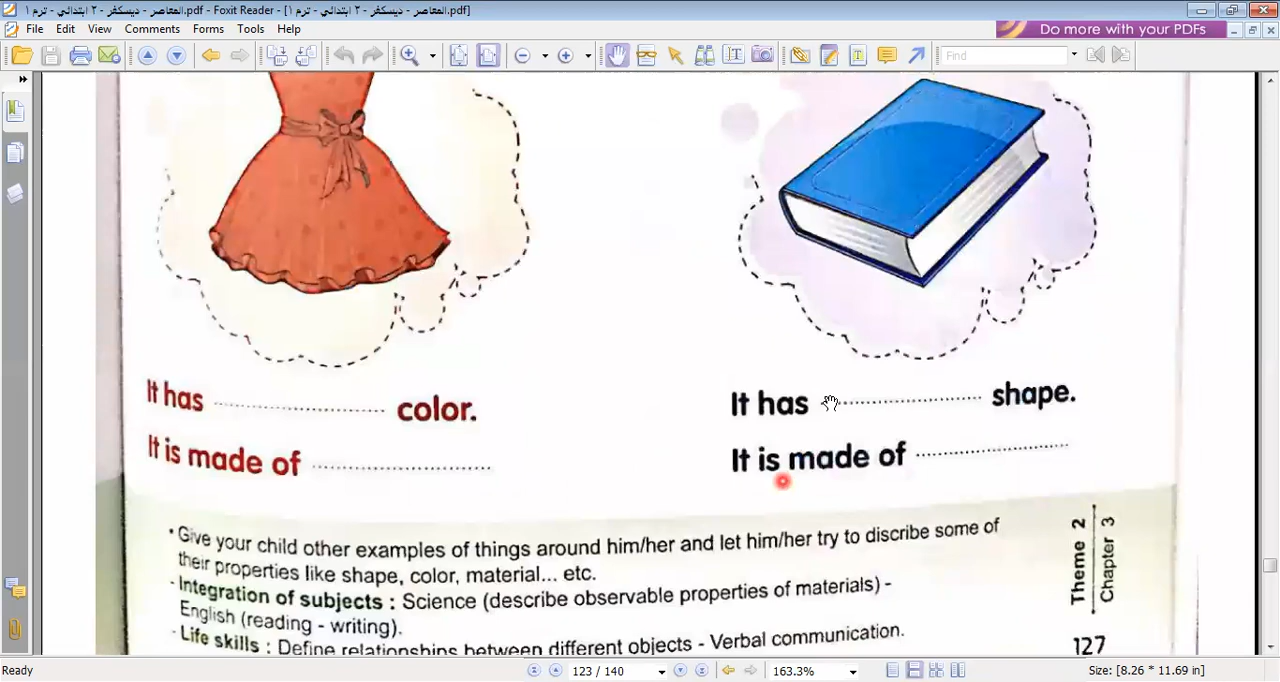 المعاصر - ديسكفر - ٢ ابتدائي - ترم ١.pdf - Foxit Reader - [المعاصر - ديسكفر - ٢ ابتدائي - ترم ١.pdf]
File Edit View Comments Forms Tools Help
Do more with your PDFs
Find
It has .................... color.
It is made of ....................
It has .................... shape.
It is made of ....................
• Give your child other examples of things around him/her and let him/her try to discribe some of
their properties like shape, color, material... etc.
- Integration of subjects : Science (describe observable properties of materials) -
English (reading - writing).
- Life skills : Define relationships between different objects - Verbal communication.
Theme 2
Chapter 3
127
Ready
123 / 140
163.3%
Size: [8.26 * 11.69 in]